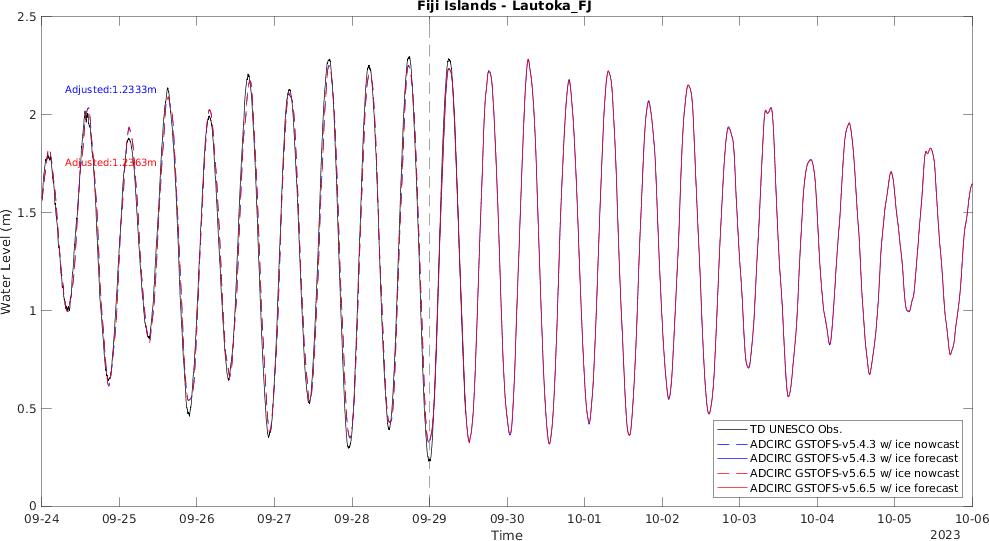 Fiji Islands - Lautoka_FJ
2.5
2
1.5
1
0.5
0
Water Level (m)
Adjusted:1.2333m
Adjusted:1.2363m
TD UNESCO Obs.
ADCIRC GSTOFS-v5.4.3 w/ ice nowcast
ADCIRC GSTOFS-v5.4.3 w/ ice forecast
ADCIRC GSTOFS-v5.6.5 w/ ice nowcast
ADCIRC GSTOFS-v5.6.5 w/ ice forecast
09-24 09-25 09-26 09-27 09-28 09-29 09-30 10-01 10-02 10-03 10-04 10-05 10-06
Time
2023